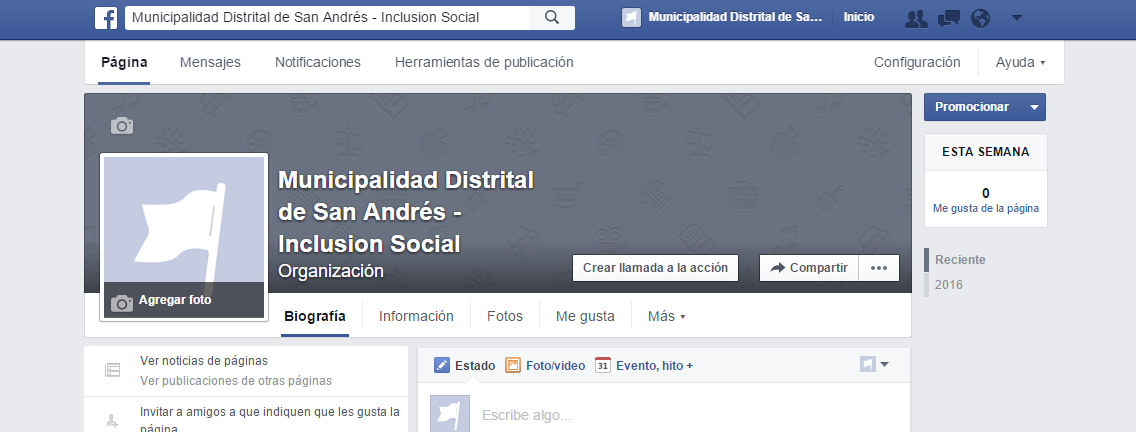 Municipalidad Distrital de San Andrés - Inclusion Social
Municipalidad Distrital de Sa...
Inicio
Página
Mensajes
Notificaciones
Herramientas de publicación
Configuración
Ayuda
Promocionar
ESTA SEMANA
0
Me gusta de la página
Reciente
2016
Municipalidad Distrital
de San Andrés -
Inclusion Social
Organización
Agregar foto
Crear llamada a la acción
Compartir
Biografía
Información
Fotos
Me gusta
Más
Ver noticias de páginas
Ver publicaciones de otras páginas
Invitar a amigos a que indiquen que les gusta la
página
Estado
Foto/video
31
Evento, hito +
Escribe algo...